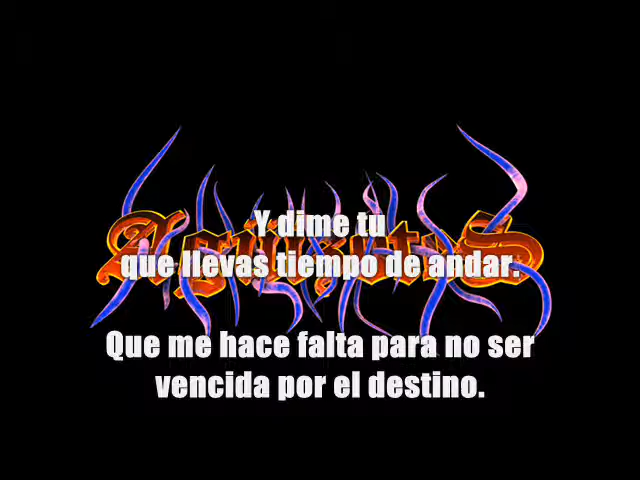 Y dime tu
que llevas tiempo de andar.
Que me hace falta para no ser
vencida por el destino.